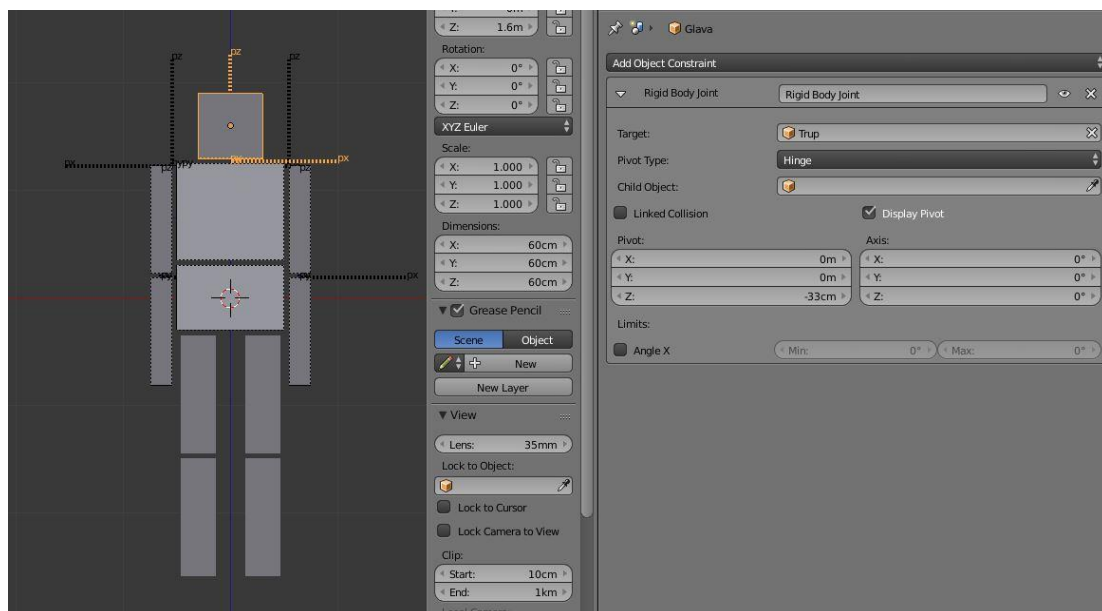 pz
pz
pz
px
px
px
pypy
pz
pz
py
px
Z: 1.6m
Rotation:
X: 0°
Y: 0°
Z: 0°
XYZ Euler
Scale:
X: 1.000
Y: 1.000
Z: 1.000
Dimensions:
X: 60cm
Y: 60cm
Z: 60cm
Grease Pencil
Scene Object
New
New Layer
View
Lens: 35mm
Lock to Object:
Lock to Cursor
Lock Camera to View
Clip:
Start: 10cm
End: 1km
Glava
Add Object Constraint
Rigid Body Joint Rigid Body Joint
Target: Trup
Pivot Type: Hinge
Child Object:
Linked Collision Display Pivot
Pivot: Axis:
X: 0m X: 0°
Y: 0m Y: 0°
Z: -33cm Z: 0°
Limits:
Angle X Min: 0° Max: 0°